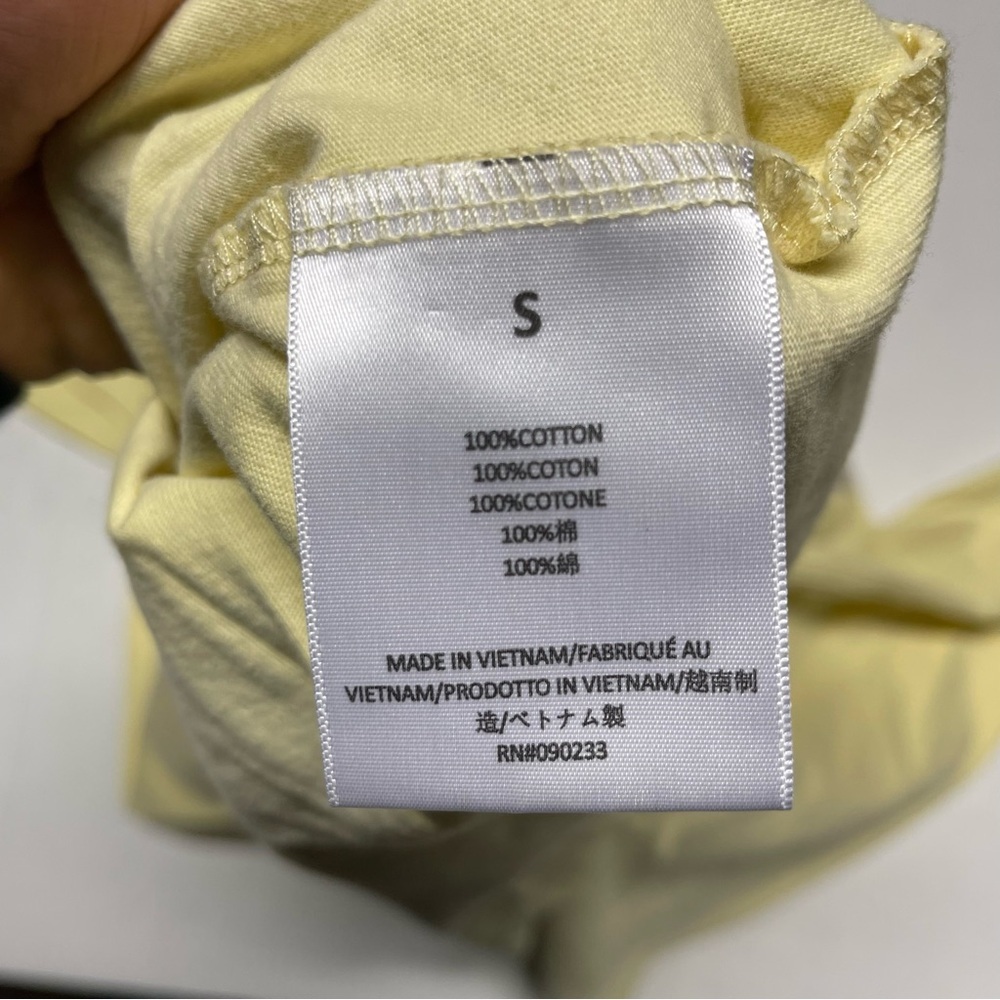 S
100%COTTON
100%COTON
100%COTONE
100%棉
100%綿
MADE IN VIETNAM/FABRIQUÉ AU
VIETNAM/PRODOTTO IN VIETNAM/越南制
造/ベトナム製
RN#090233